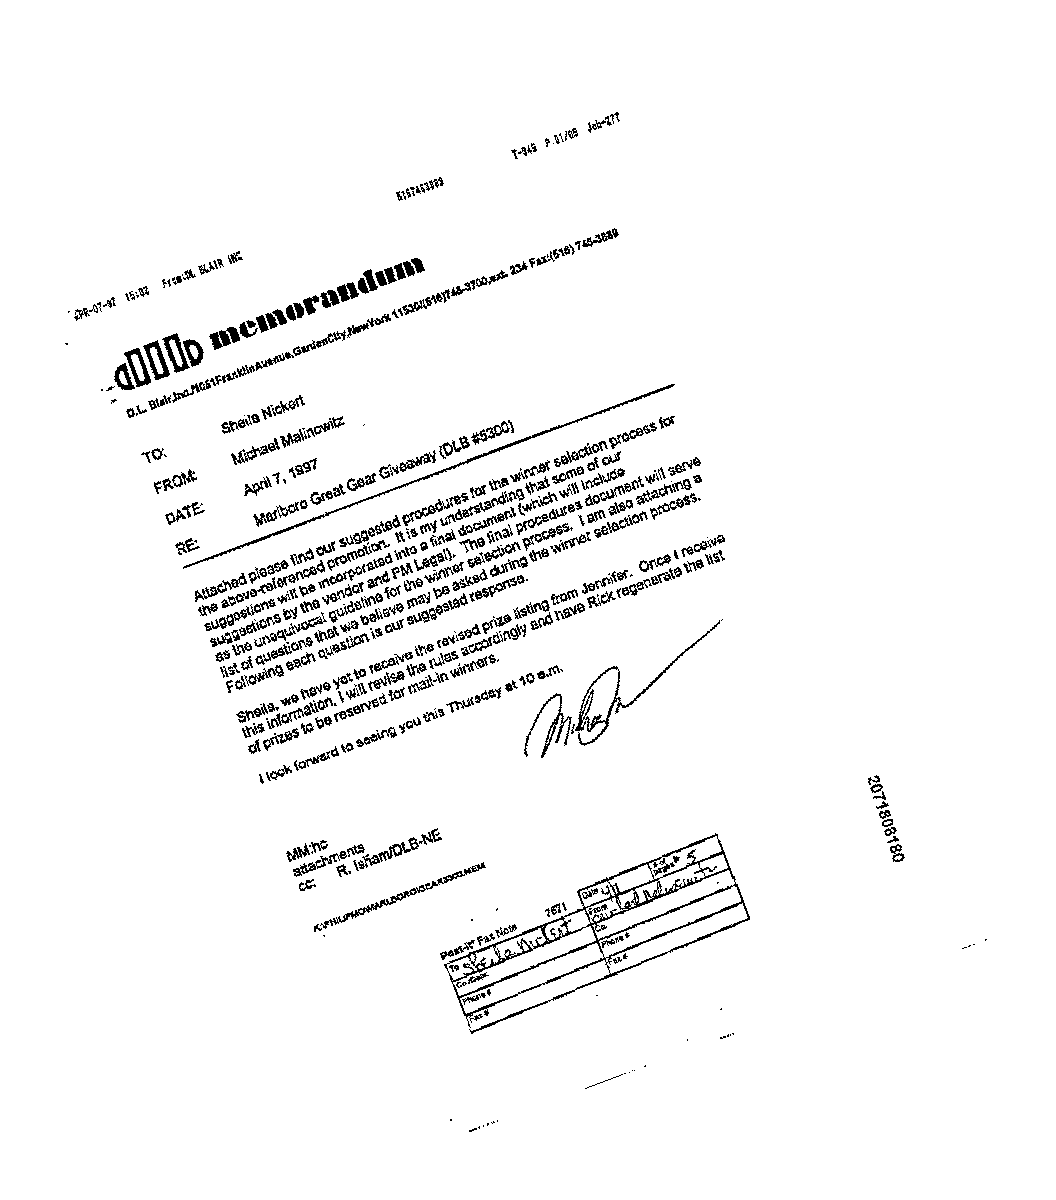 T-949 P.01/08 Job-277
5167453889
APR-07-97 15:02 From:DL BLAIR INC
memorandum
D.L. Blair,Inc./1051FranklinAvenue,GardenCity,NewYork 11530/(516)746-3700,ext. 234 Fax:(516) 745-3889
TO: Sheila Nickert
FROM: Michael Malinowitz
DATE: April 7, 1997
RE: Marlboro Great Gear Giveaway (DLB #5300)
Attached please find our suggested procedures for the winner selection process for
the above-referenced promotion. It is my understanding that some of our
suggestions will be incorporated into a final document (which will include
suggestions by the vendor and PM Legal). The final procedures document will serve
as the unequivocal guideline for the winner selection process. I am also attaching a
list of questions that we believe may be asked during the winner selection process.
Following each question is our suggested response.
Sheila, we have yet to receive the revised prize listing from Jennifer. Once I receive
this information, I will revise the rules accordingly and have Rick regenerate the list
of prizes to be reserved for mail-in winners.
I look forward to seeing you this Thursday at 10 a.m.
MM:hc
attachments
cc: R. Isham/DLB-NE
2071806180
Post-it® Fax Note 7671
Date 4/7
# of pages 5
To Sheila Nickert
From Michael Malinowitz
Co./Dept.
Co.
Phone #
Phone #
Fax #
Fax #